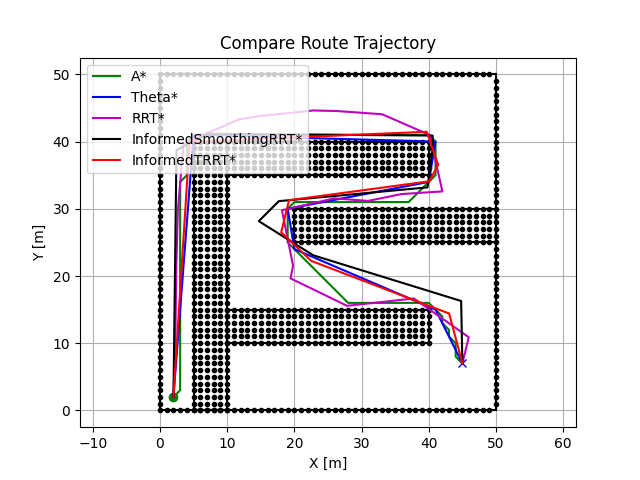 Compare Route Trajectory
A*
Theta*
RRT*
InformedSmoothingRRT*
InformedTRRT*
50
40
30
20
10
0
Y [m]
−10 0 10 20 30 40 50 60
X [m]